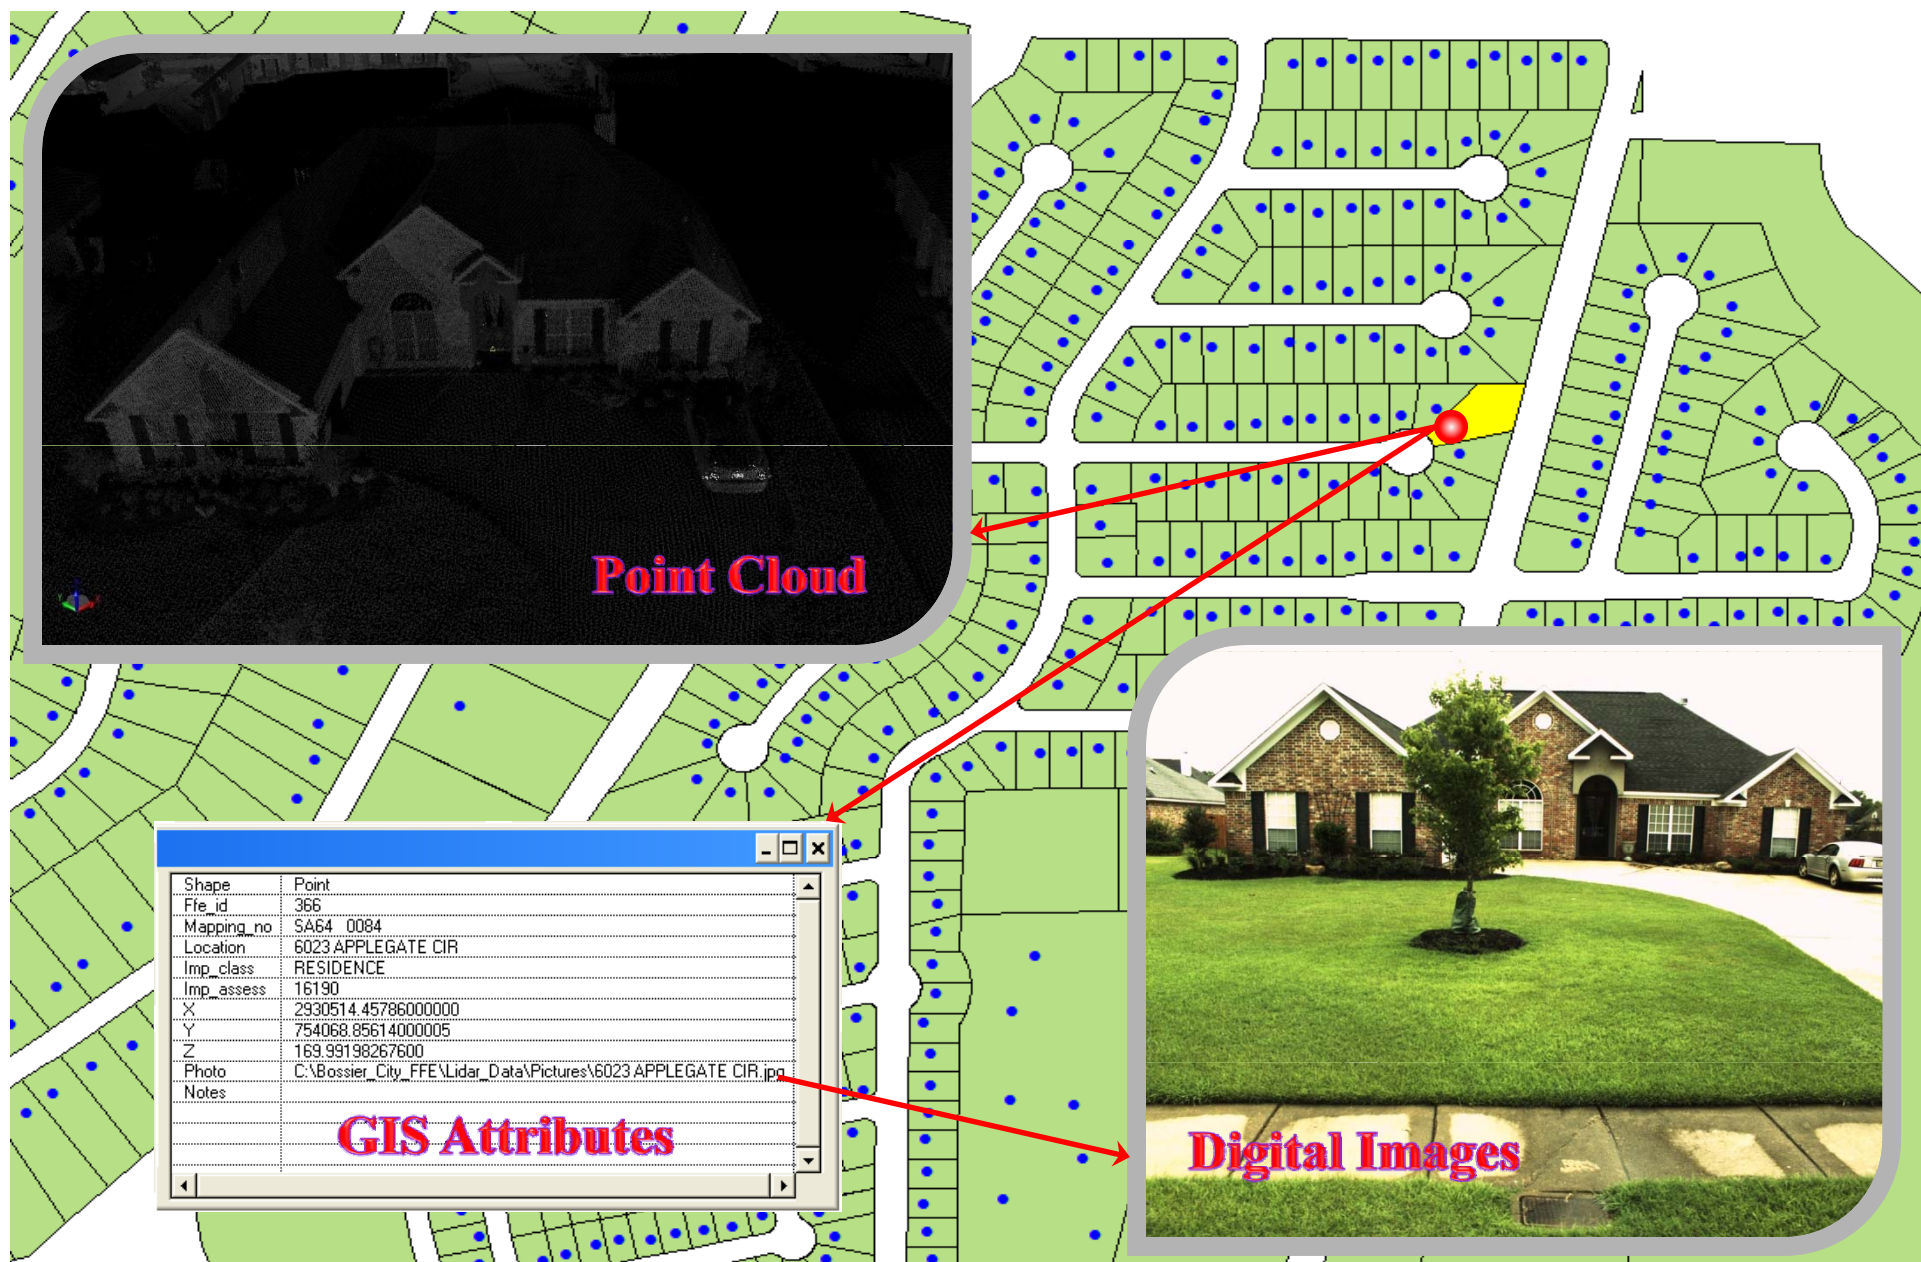 Point Cloud
Shape Point
Ffe_id 366
Mapping_no SA64 0084
Location 6023 APPLEGATE CIR
Imp_class RESIDENCE
Imp_assess 16190
X 2930514.45786000000
Y 754068.85614000005
Z 169.99198267600
Photo C:\Bossier_City_FFE\Lidar_Data\Pictures\6023 APPLEGATE CIR.jpg
Notes
GIS Attributes
Digital Images